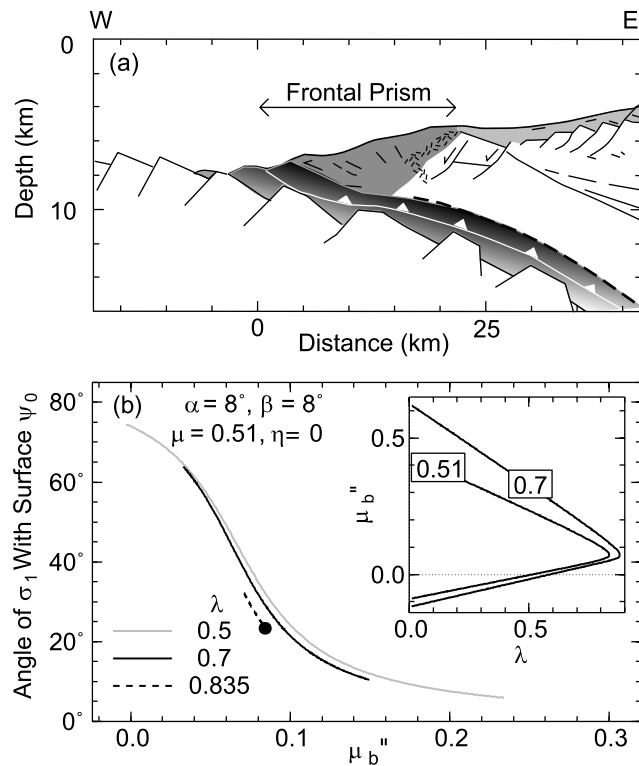 W E
0
(a)
Frontal Prism
Depth (km)
10
0 25
Distance (km)
80˚
(b)
α = 8˚, β = 8˚
μ = 0.51, η= 0
60˚
40˚
20˚
0˚
Angle of σ1 With Surface ψ0
λ
0.5
0.7
0.835
0.0 0.1 0.2 0.3
μb"
0.5
0.51
0.7
μb"
0.0
0.0 0.5
λ